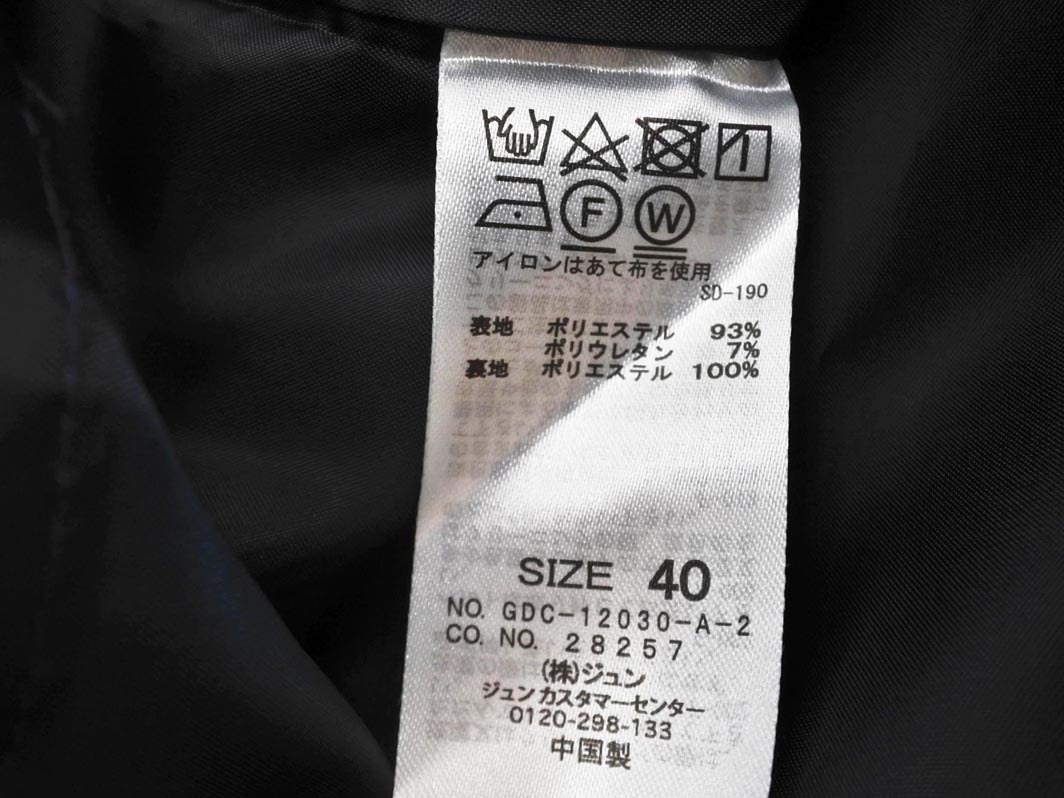 F W
アイロンはあて布を使用
SD-190
表地 ポリエステル 93%
ポリウレタン 7%
裏地 ポリエステル 100%
SIZE 40
NO. GDC-12030-A-2
CO. NO. 28257
(株)ジュン
ジュンカスタマーセンター
0120-298-133
中国製